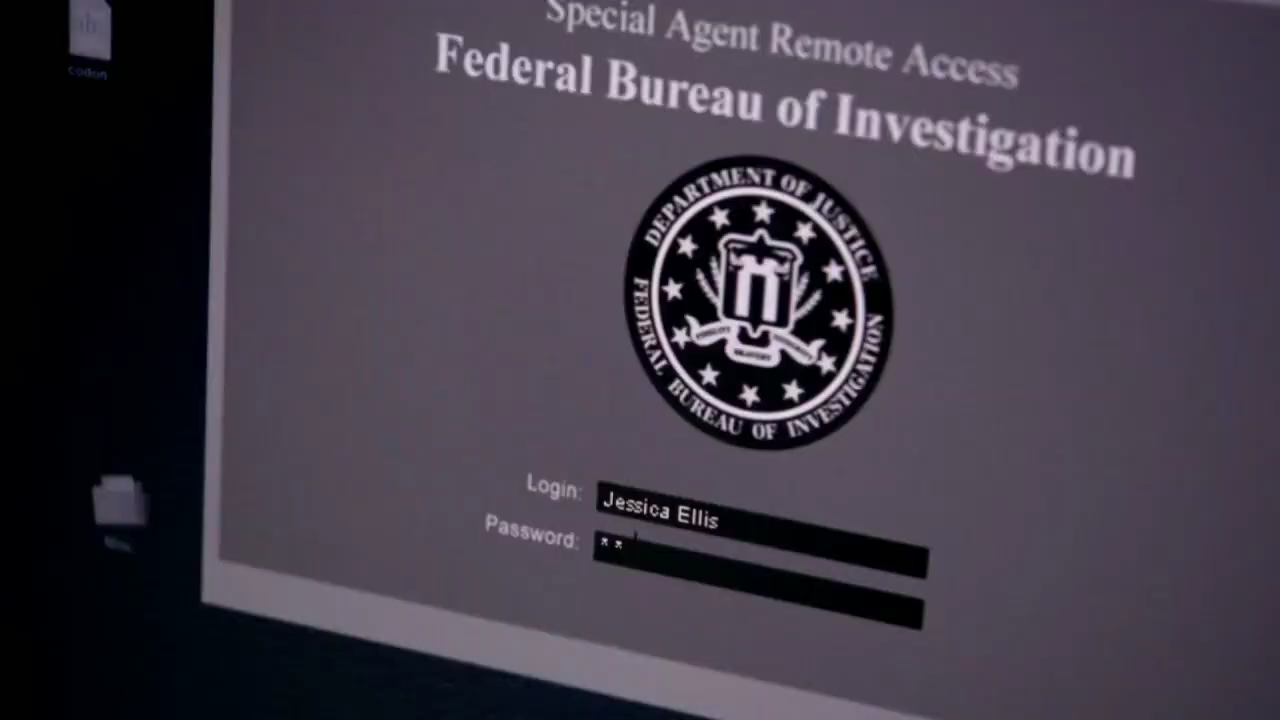 codon
Special Agent Remote Access
Federal Bureau of Investigation
DEPARTMENT OF JUSTICE
FEDERAL BUREAU OF INVESTIGATION
Login: Jessica Ellis
Password: **